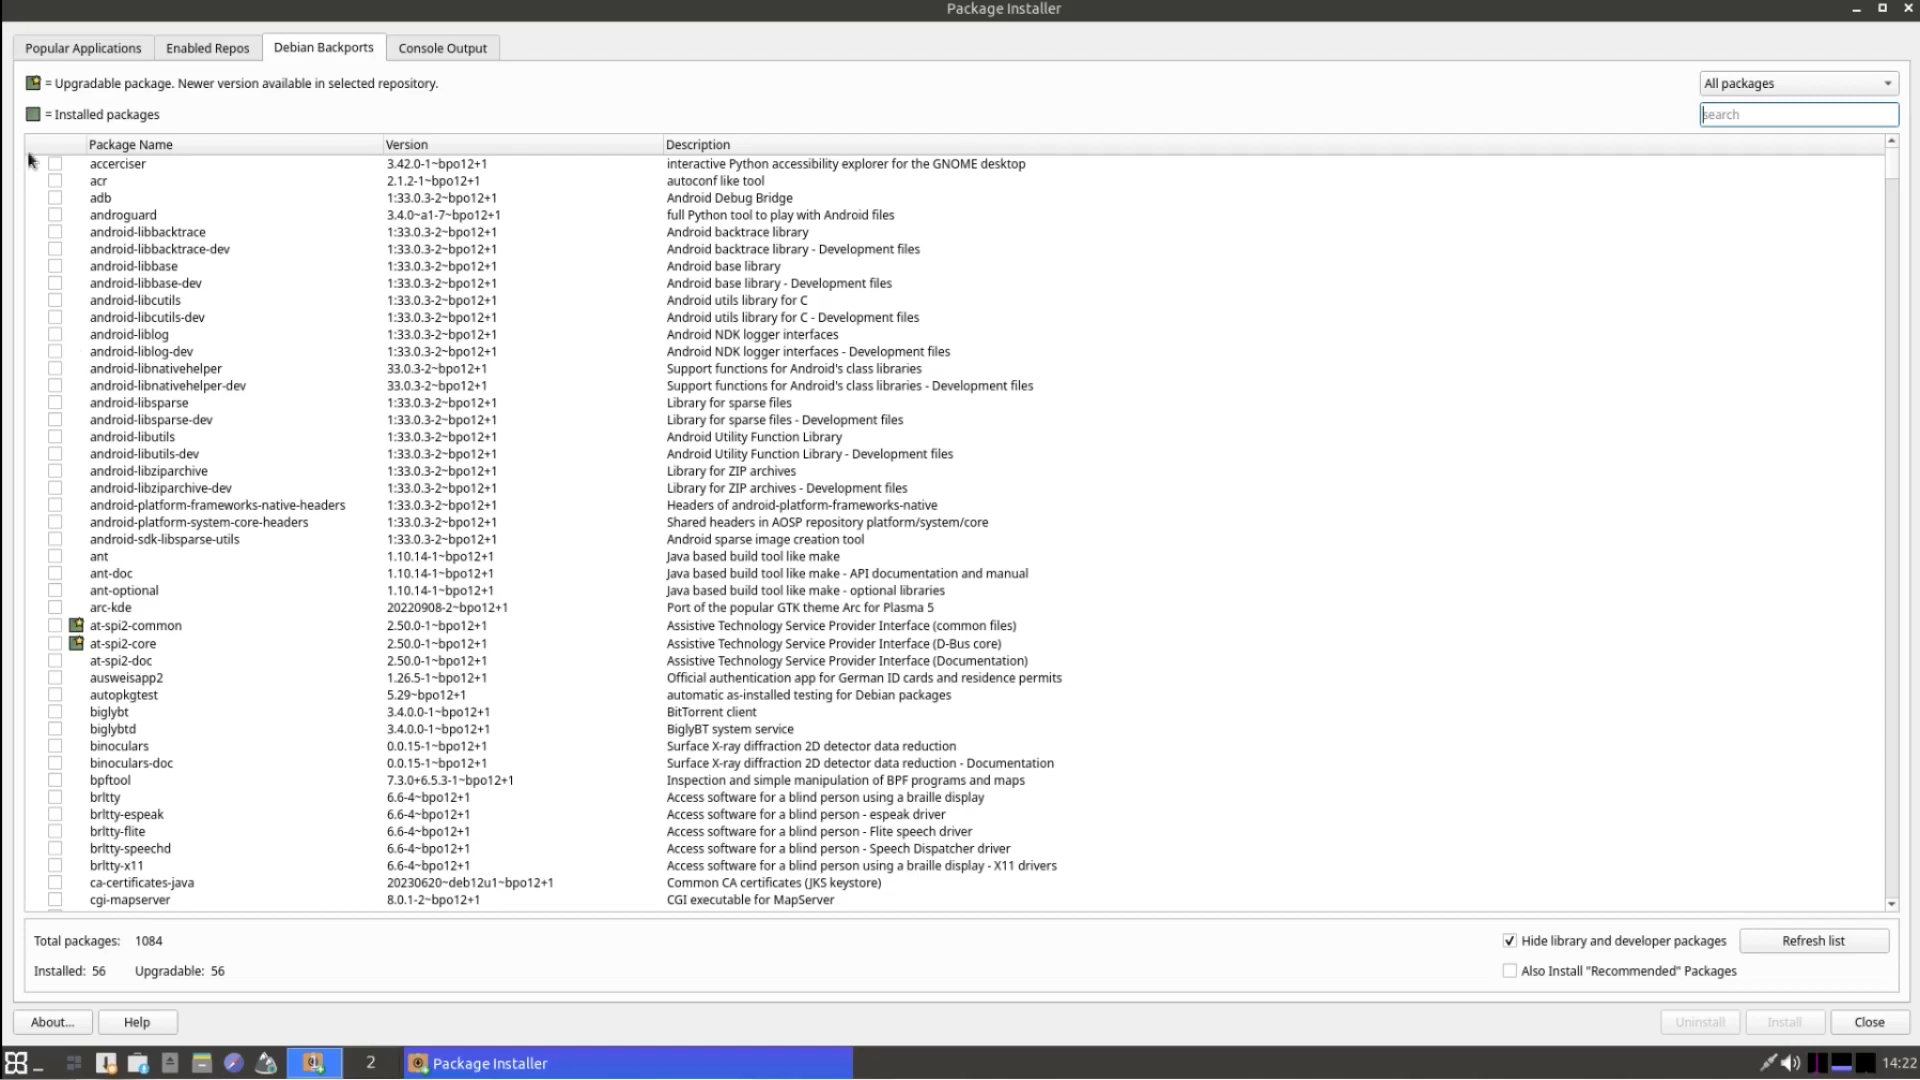 Package Installer
Popular Applications Enabled Repos Debian Backports Console Output
= Upgradable package. Newer version available in selected repository. All packages
= Installed packages search
Package Name Version Description
accerciser 3.42.0-1~bpo12+1 interactive Python accessibility explorer for the GNOME desktop
acr 2.1.2-1~bpo12+1 autoconf like tool
adb 1:33.0.3-2~bpo12+1 Android Debug Bridge
androguard 3.4.0~a1-7~bpo12+1 full Python tool to play with Android files
android-libbacktrace 1:33.0.3-2~bpo12+1 Android backtrace library
android-libbacktrace-dev 1:33.0.3-2~bpo12+1 Android backtrace library - Development files
android-libbase 1:33.0.3-2~bpo12+1 Android base library
android-libbase-dev 1:33.0.3-2~bpo12+1 Android base library - Development files
android-libcutils 1:33.0.3-2~bpo12+1 Android utils library for C
android-libcutils-dev 1:33.0.3-2~bpo12+1 Android utils library for C - Development files
android-liblog 1:33.0.3-2~bpo12+1 Android NDK logger interfaces
android-liblog-dev 1:33.0.3-2~bpo12+1 Android NDK logger interfaces - Development files
android-libnativehelper 33.0.3-2~bpo12+1 Support functions for Android's class libraries
android-libnativehelper-dev 33.0.3-2~bpo12+1 Support functions for Android's class libraries - Development files
android-libsparse 1:33.0.3-2~bpo12+1 Library for sparse files
android-libsparse-dev 1:33.0.3-2~bpo12+1 Library for sparse files - Development files
android-libutils 1:33.0.3-2~bpo12+1 Android Utility Function Library
android-libutils-dev 1:33.0.3-2~bpo12+1 Android Utility Function Library - Development files
android-libziparchive 1:33.0.3-2~bpo12+1 Library for ZIP archives
android-libziparchive-dev 1:33.0.3-2~bpo12+1 Library for ZIP archives - Development files
android-platform-frameworks-native-headers 1:33.0.3-2~bpo12+1 Headers of android-platform-frameworks-native
android-platform-system-core-headers 1:33.0.3-2~bpo12+1 Shared headers in AOSP repository platform/system/core
android-sdk-libsparse-utils 1:33.0.3-2~bpo12+1 Android sparse image creation tool
ant 1.10.14-1~bpo12+1 Java based build tool like make
ant-doc 1.10.14-1~bpo12+1 Java based build tool like make - API documentation and manual
ant-optional 1.10.14-1~bpo12+1 Java based build tool like make - optional libraries
arc-kde 20220908-2~bpo12+1 Port of the popular GTK theme Arc for Plasma 5
at-spi2-common 2.50.0-1~bpo12+1 Assistive Technology Service Provider Interface (common files)
at-spi2-core 2.50.0-1~bpo12+1 Assistive Technology Service Provider Interface (D-Bus core)
at-spi2-doc 2.50.0-1~bpo12+1 Assistive Technology Service Provider Interface (Documentation)
ausweisapp2 1.26.5-1~bpo12+1 Official authentication app for German ID cards and residence permits
autopkgtest 5.29~bpo12+1 automatic as-installed testing for Debian packages
biglybt 3.4.0.0-1~bpo12+1 BitTorrent client
biglybtd 3.4.0.0-1~bpo12+1 BiglyBT system service
binoculars 0.0.15-1~bpo12+1 Surface X-ray diffraction 2D detector data reduction
binoculars-doc 0.0.15-1~bpo12+1 Surface X-ray diffraction 2D detector data reduction - Documentation
bpftool 7.3.0+6.5.3-1~bpo12+1 Inspection and simple manipulation of BPF programs and maps
brltty 6.6-4~bpo12+1 Access software for a blind person using a braille display
brltty-espeak 6.6-4~bpo12+1 Access software for a blind person - espeak driver
brltty-flite 6.6-4~bpo12+1 Access software for a blind person - Flite speech driver
brltty-speechd 6.6-4~bpo12+1 Access software for a blind person - Speech Dispatcher driver
brltty-x11 6.6-4~bpo12+1 Access software for a blind person using a braille display - X11 drivers
ca-certificates-java 20230620~deb12u1~bpo12+1 Common CA certificates (JKS keystore)
cgi-mapserver 8.0.1-2~bpo12+1 CGI executable for MapServer
Total packages: 1084 Hide library and developer packages Refresh list
Installed: 56 Upgradable: 56 Also Install "Recommended" Packages
About... Help Uninstall Install Close
2 Package Installer 14:22